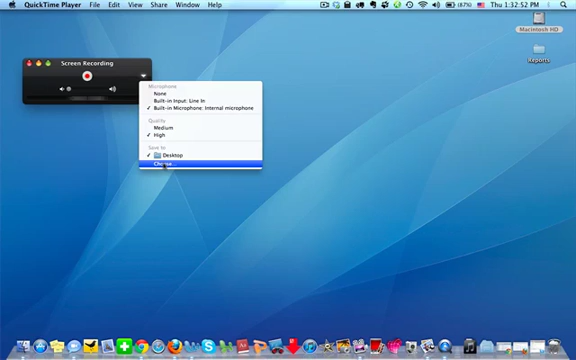 QuickTime Player File Edit View Share Window Help
(87%) Thu 1:32:52 PM
Macintosh HD
Reports
Screen Recording
Microphone
None
Built-in Input: Line In
✓ Built-in Microphone: Internal microphone
Quality
Medium
✓ High
Save to
✓ Desktop
Choose...